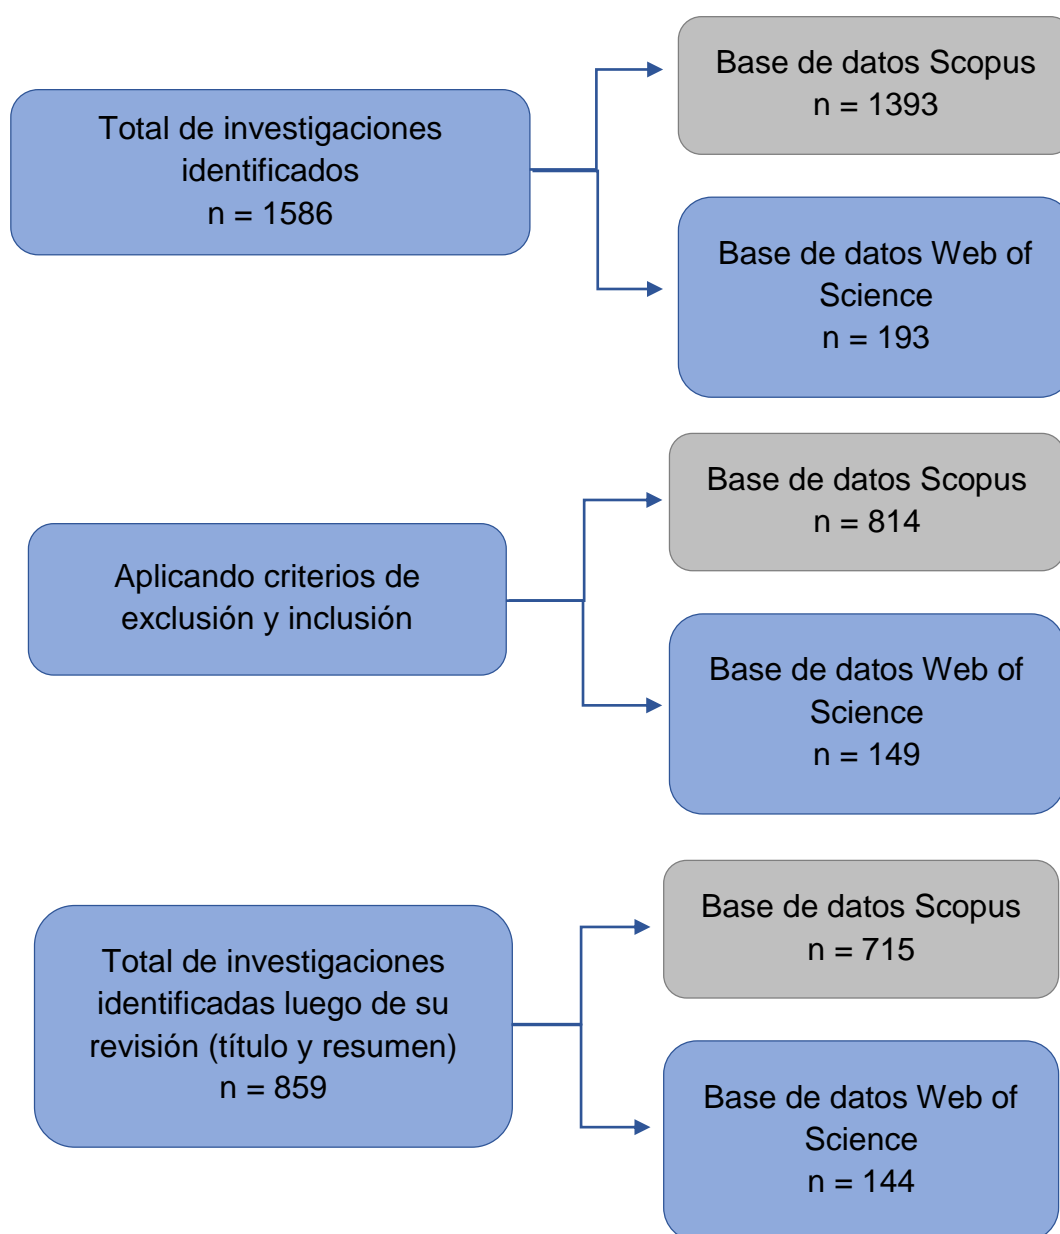 Total de investigaciones
identificados
n = 1586
Base de datos Scopus
n = 1393
Base de datos Web of
Science
n = 193
Aplicando criterios de
exclusión y inclusión
Base de datos Scopus
n = 814
Base de datos Web of
Science
n = 149
Total de investigaciones
identificadas luego de su
revisión (título y resumen)
n = 859
Base de datos Scopus
n = 715
Base de datos Web of
Science
n = 144